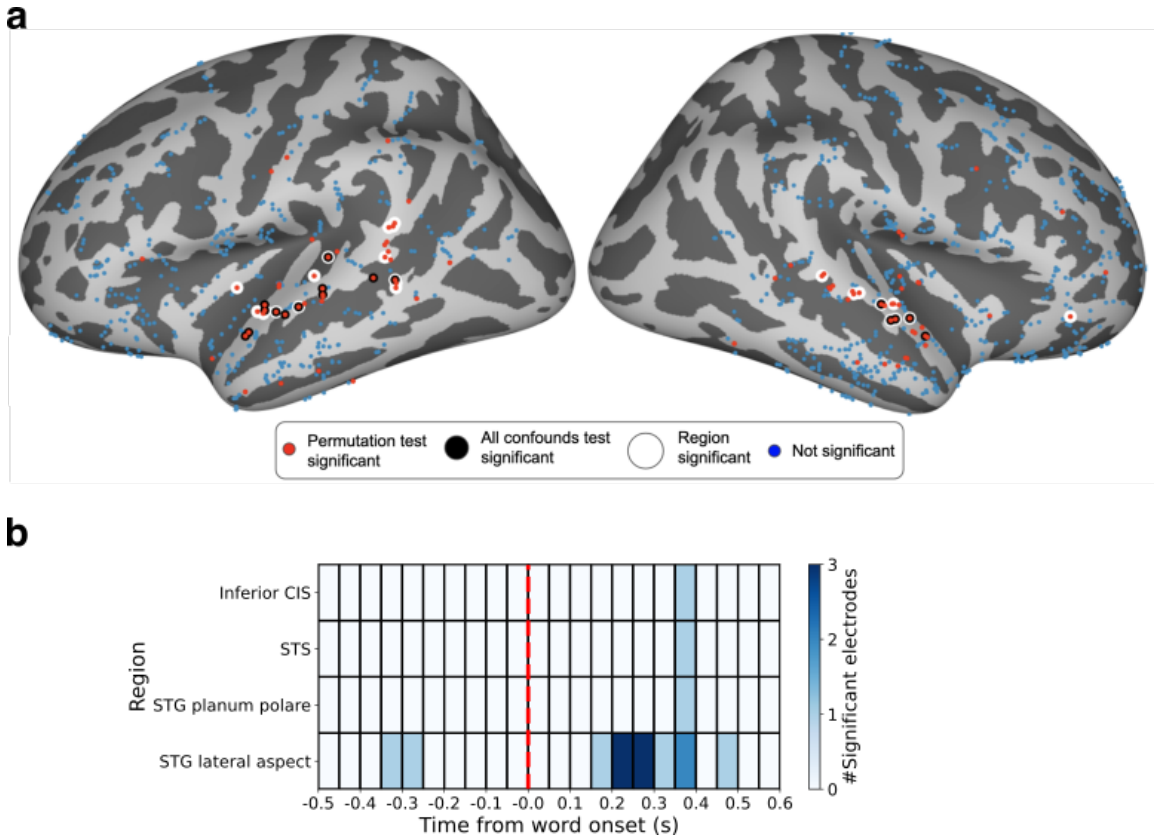 a
Permutation test
significant
All confounds test
significant
Region
significant
Not significant
b
Region
Inferior CIS
STS
STG planum polare
STG lateral aspect
-0.5 -0.4 -0.3 -0.2 -0.1 -0.0 0.1 0.2 0.3 0.4 0.5 0.6
Time from word onset (s)
3
2
1
0
#Significant electrodes